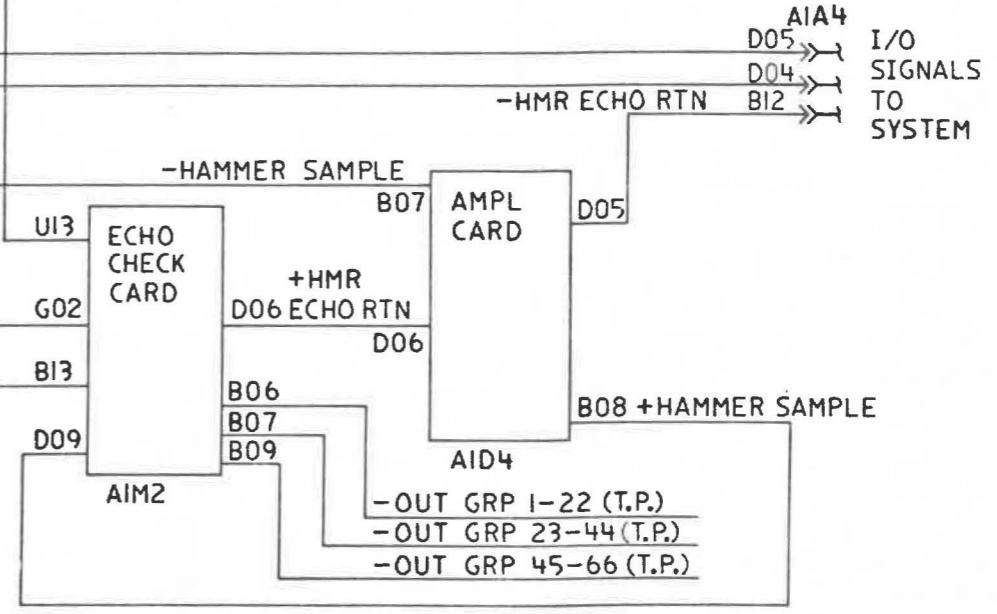 A1A4
D05 I/O
D04 SIGNALS
-HMR ECHO RTN B12 TO
SYSTEM
-HAMMER SAMPLE
B07 AMPL D05
CARD
U13 ECHO
CHECK
CARD
+HMR
G02 D06 ECHO RTN
D06
B13
B06 B08 +HAMMER SAMPLE
B07
D09 B09
A1D4
A1M2
-OUT GRP 1-22 (T.P.)
-OUT GRP 23-44 (T.P.)
-OUT GRP 45-66 (T.P.)